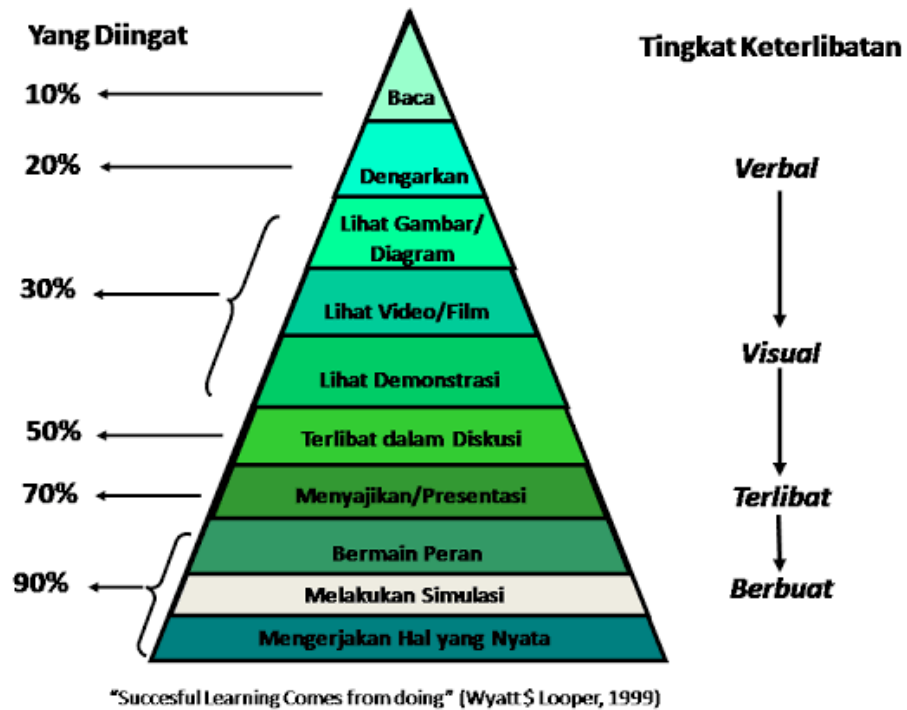 Yang Diingat
Tingkat Keterlibatan
10%
Baca
20%
Dengarkan
Verbal
Lihat Gambar/
Diagram
30%
Lihat Video/Film
Visual
Lihat Demonstrasi
50%
Terlibat dalam Diskusi
70%
Menyajikan/Presentasi
Terlibat
Bermain Peran
90%
Melakukan Simulasi
Berbuat
Mengerjakan Hal yang Nyata
“Succesful Learning Comes from doing” (Wyatt $ Looper, 1999)